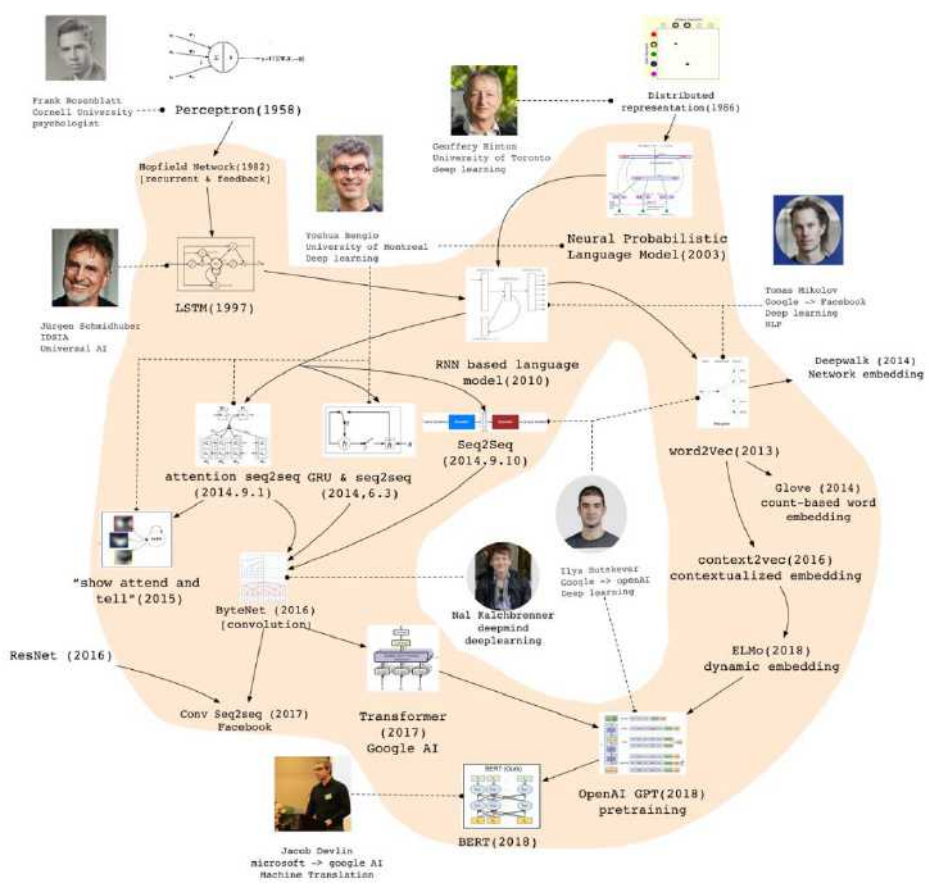 Frank Rosenblatt
Cornell University
psychologist
Perceptron(1958)
Distributed
representation(1986)
Geuffery Hinton
University of Toronto
deep learning
Hopfield Network(1982)
[recurrent & feedback]
Yoshua Bengio
University of Montreal
Deep learning
Neural Probabilistic
Language Model(2003)
Tomas Mikolov
Google -> Facebook
Deep learning
NLP
LSTM(1997)
Jürgen Schmidhuber
IDSIA
Universal AI
RNN based language
model(2010)
Deepwalk (2014)
Network embedding
attention seq2seq
(2014.9.1)
GRU & seq2seq
(2014,6.3)
Seq2Seq
(2014.9.10)
word2Vec(2013)
Glove (2014)
count-based word
embedding
"show attend and
tell"(2015)
context2vec(2016)
contextualized embedding
Ilya Sutskever
Google -> openAI
Deep learning
ByteNet (2016)
[convolution]
Nal Kalchbrenner
deepmind
deeplearning
ResNet (2016)
ELMo(2018)
dynamic embedding
Conv Seq2seq (2017)
Facebook
Transformer
(2017)
Google AI
OpenAI GPT(2018)
pretraining
BERT (Ours)
BERT(2018)
Jacob Devlin
microsoft -> google AI
Machine Translation